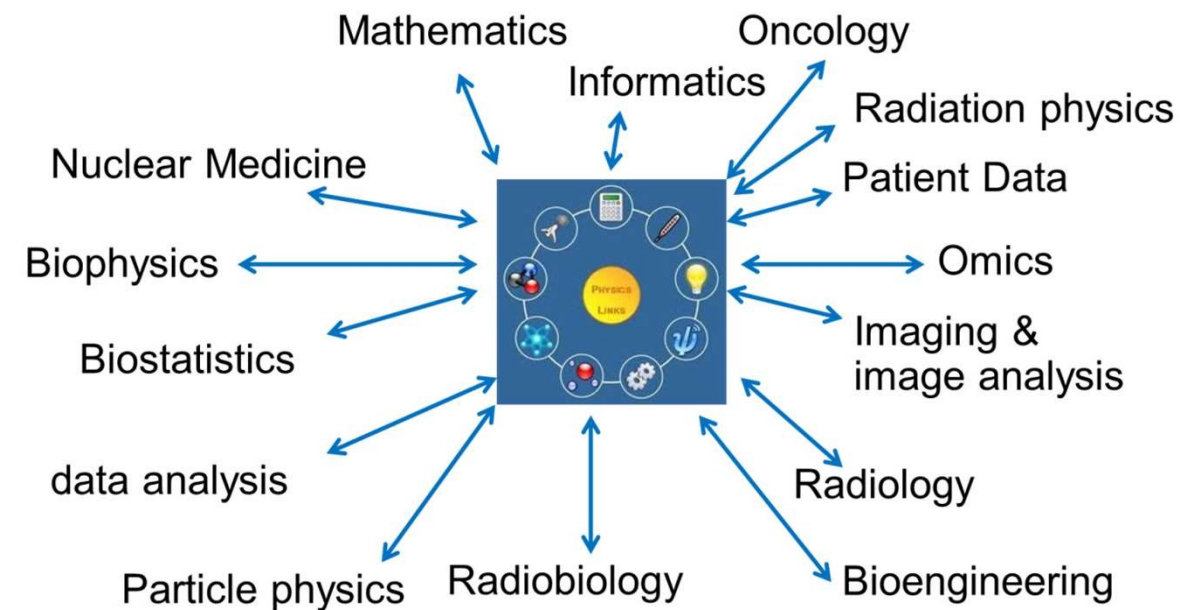 Mathematics
Oncology
Informatics
Radiation physics
Nuclear Medicine
Patient Data
Biophysics
Omics
PHYSICS
LINKS
Imaging &
image analysis
Biostatistics
data analysis
Radiology
Particle physics
Radiobiology
Bioengineering